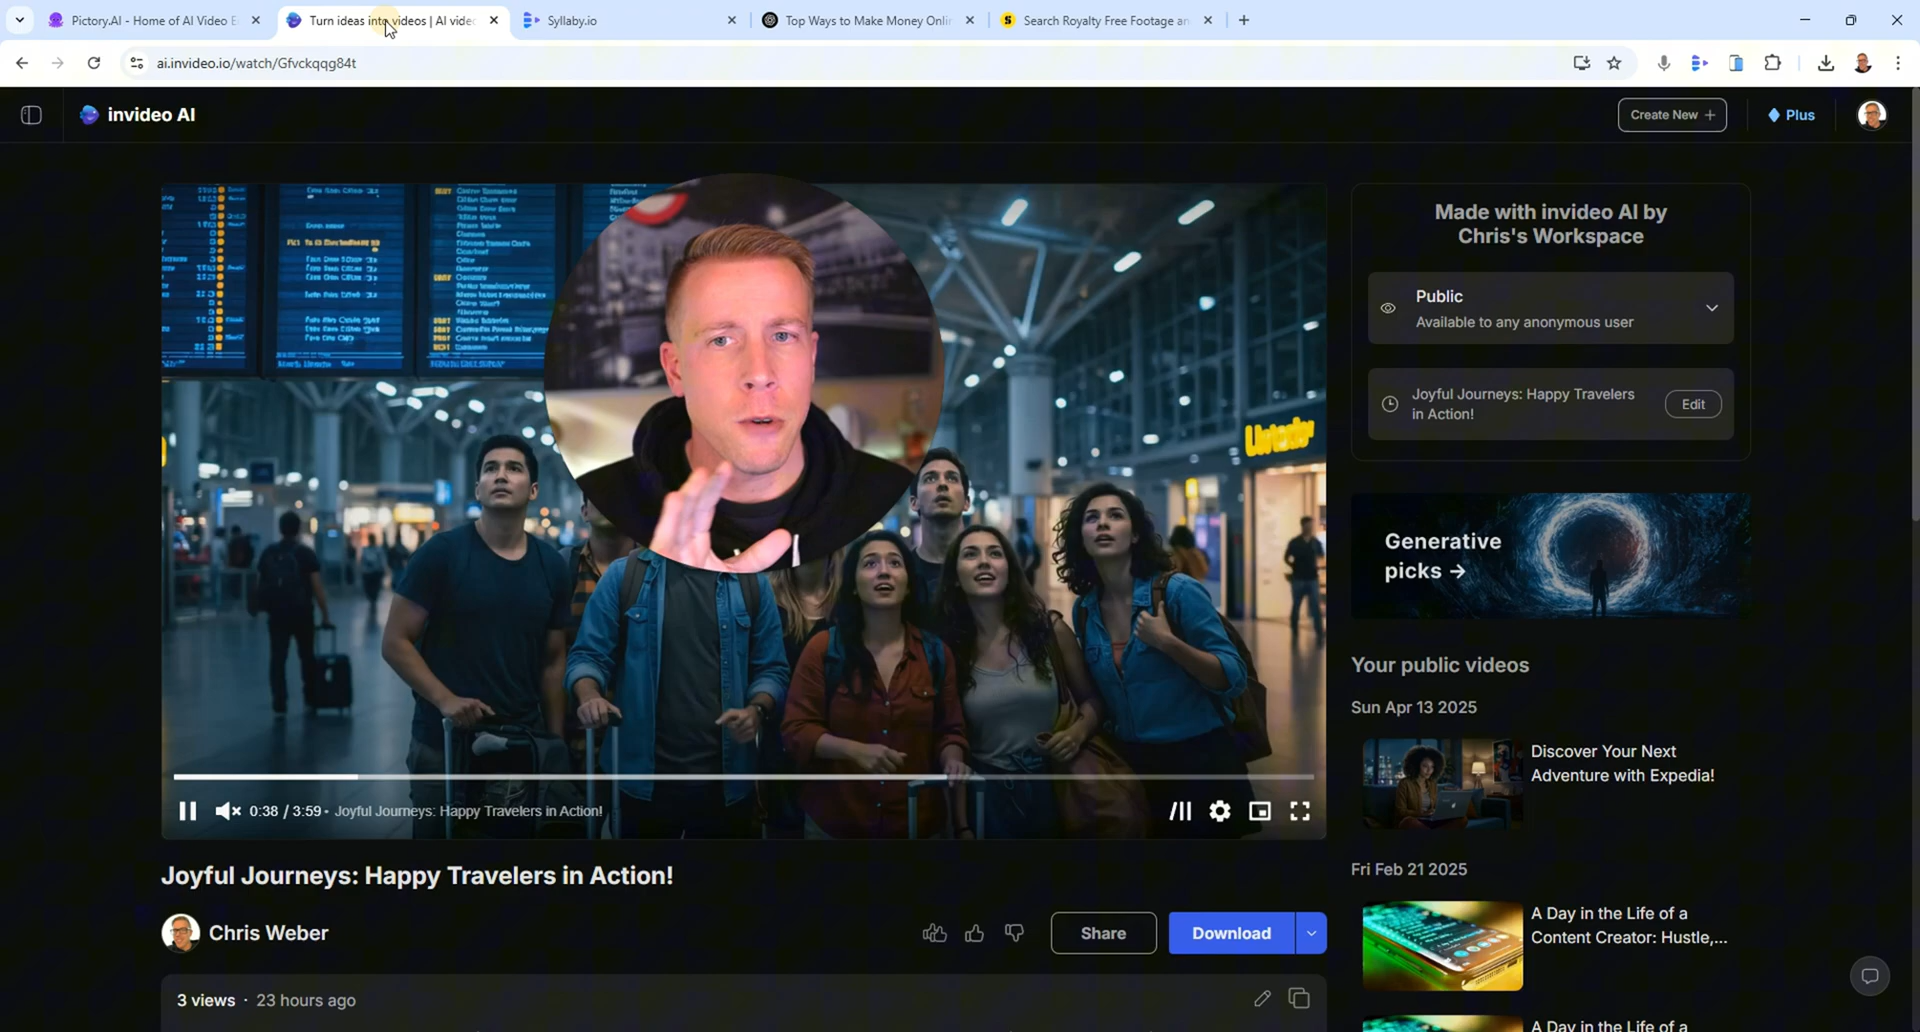 Pictory.AI - Home of AI Video E
Turn ideas into videos | AI video
Syllaby.io
Top Ways to Make Money Onlin
Search Royalty Free Footage an
ai.invideo.io/watch/Gfvckqqg84t
invideo AI
Create New +
Plus
Made with invideo AI by
Chris's Workspace
Public
Available to any anonymous user
Joyful Journeys: Happy Travelers
in Action!
Edit
Generative
picks →
Your public videos
Sun Apr 13 2025
Discover Your Next
Adventure with Expedia!
Fri Feb 21 2025
A Day in the Life of a
Content Creator: Hustle,...
A Day in the Life of a
0:38 / 3:59 • Joyful Journeys: Happy Travelers in Action!
Joyful Journeys: Happy Travelers in Action!
Chris Weber
Share
Download
3 views · 23 hours ago